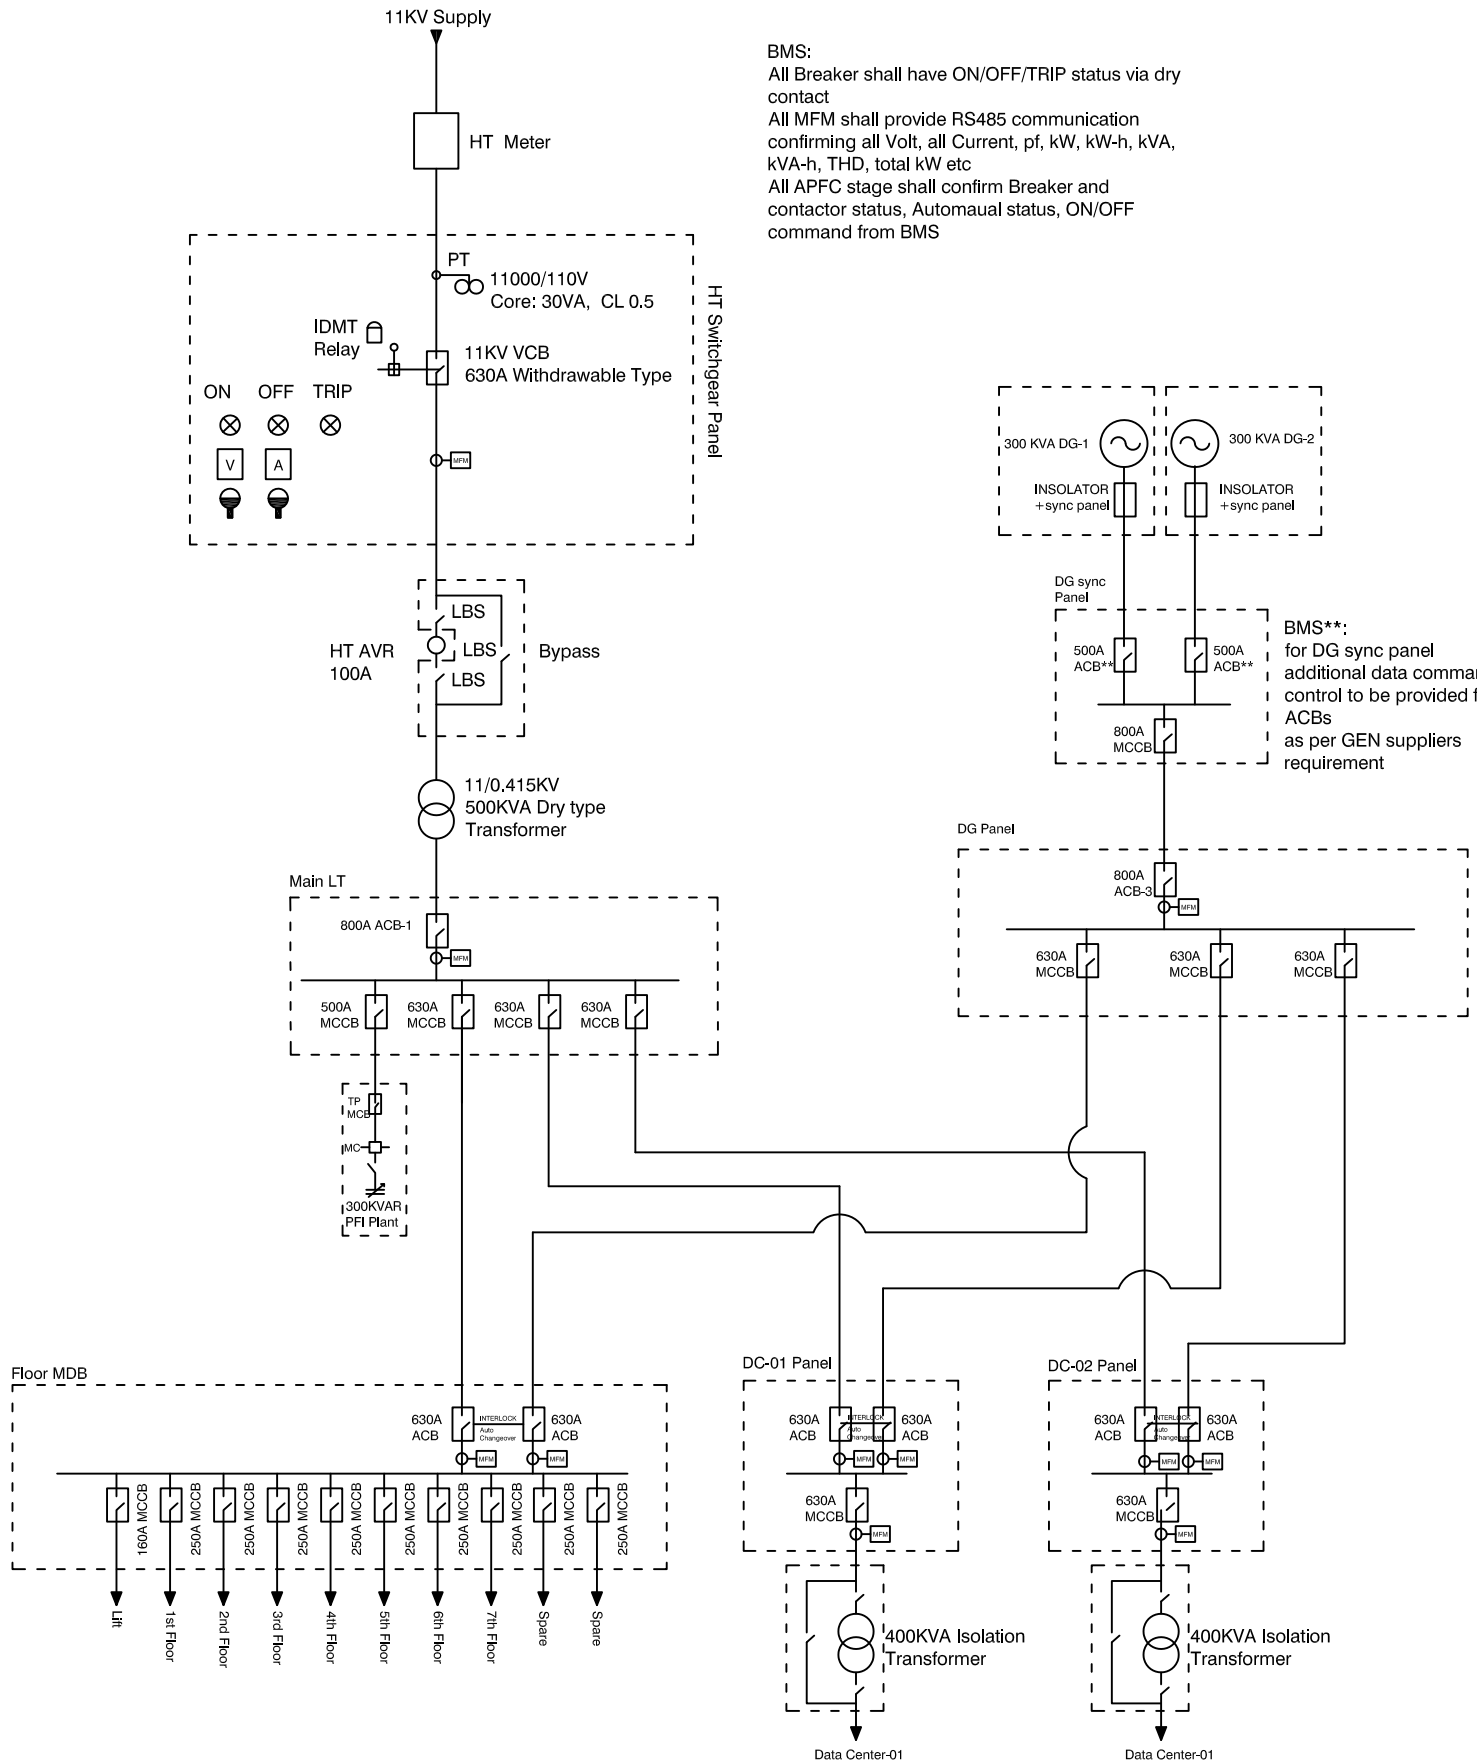 11KV Supply
HT Meter
BMS:
All Breaker shall have ON/OFF/TRIP status via dry
contact
All MFM shall provide RS485 communication
confirming all Volt, all Current, pf, kW, kW-h, kVA,
kVA-h, THD, total kW etc
All APFC stage shall confirm Breaker and
contactor status, Automaual status, ON/OFF
command from BMS
HT Switchgear Panel
PT
11000/110V
Core: 30VA, CL 0.5
IDMT
Relay
11KV VCB
630A Withdrawable Type
ON
OFF
TRIP
V
A
MFM
300 KVA DG-1
300 KVA DG-2
INSOLATOR
+sync panel
INSOLATOR
+sync panel
DG sync
Panel
500A
ACB**
500A
ACB**
800A
MCCB
BMS**:
for DG sync panel
additional data
control to be provided
ACBs
as per GEN suppliers
requirement
HT AVR
100A
LBS
LBS
LBS
Bypass
11/0.415KV
500KVA Dry type
Transformer
DG Panel
800A
ACB-3
MFM
630A
MCCB
630A
MCCB
630A
MCCB
Main LT
800A ACB-1
MFM
500A
MCCB
630A
MCCB
630A
MCCB
630A
MCCB
TP
MCB
MC
300KVAR
PFI Plant
Floor MDB
630A
ACB
INTERLOCK
Auto
Changeover
630A
ACB
MFM
MFM
160A MCCB
250A MCCB
250A MCCB
250A MCCB
250A MCCB
250A MCCB
250A MCCB
250A MCCB
250A MCCB
250A MCCB
Lift
1st Floor
2nd Floor
3rd Floor
4th Floor
5th Floor
6th Floor
7th Floor
Spare
Spare
DC-01 Panel
630A
ACB
INTERLOCK
Auto
Changeover
630A
ACB
MFM
MFM
630A
MCCB
MFM
400KVA Isolation
Transformer
Data Center-01
DC-02 Panel
630A
ACB
INTERLOCK
Auto
Changeover
630A
ACB
MFM
MFM
630A
MCCB
MFM
400KVA Isolation
Transformer
Data Center-01